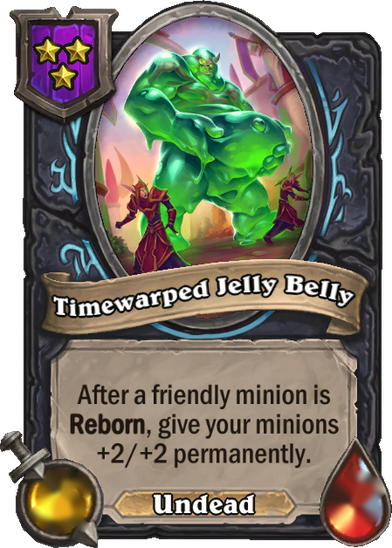 Timewarped Jelly Belly
After a friendly minion is
Reborn, give your minions
+2/+2 permanently.
Undead